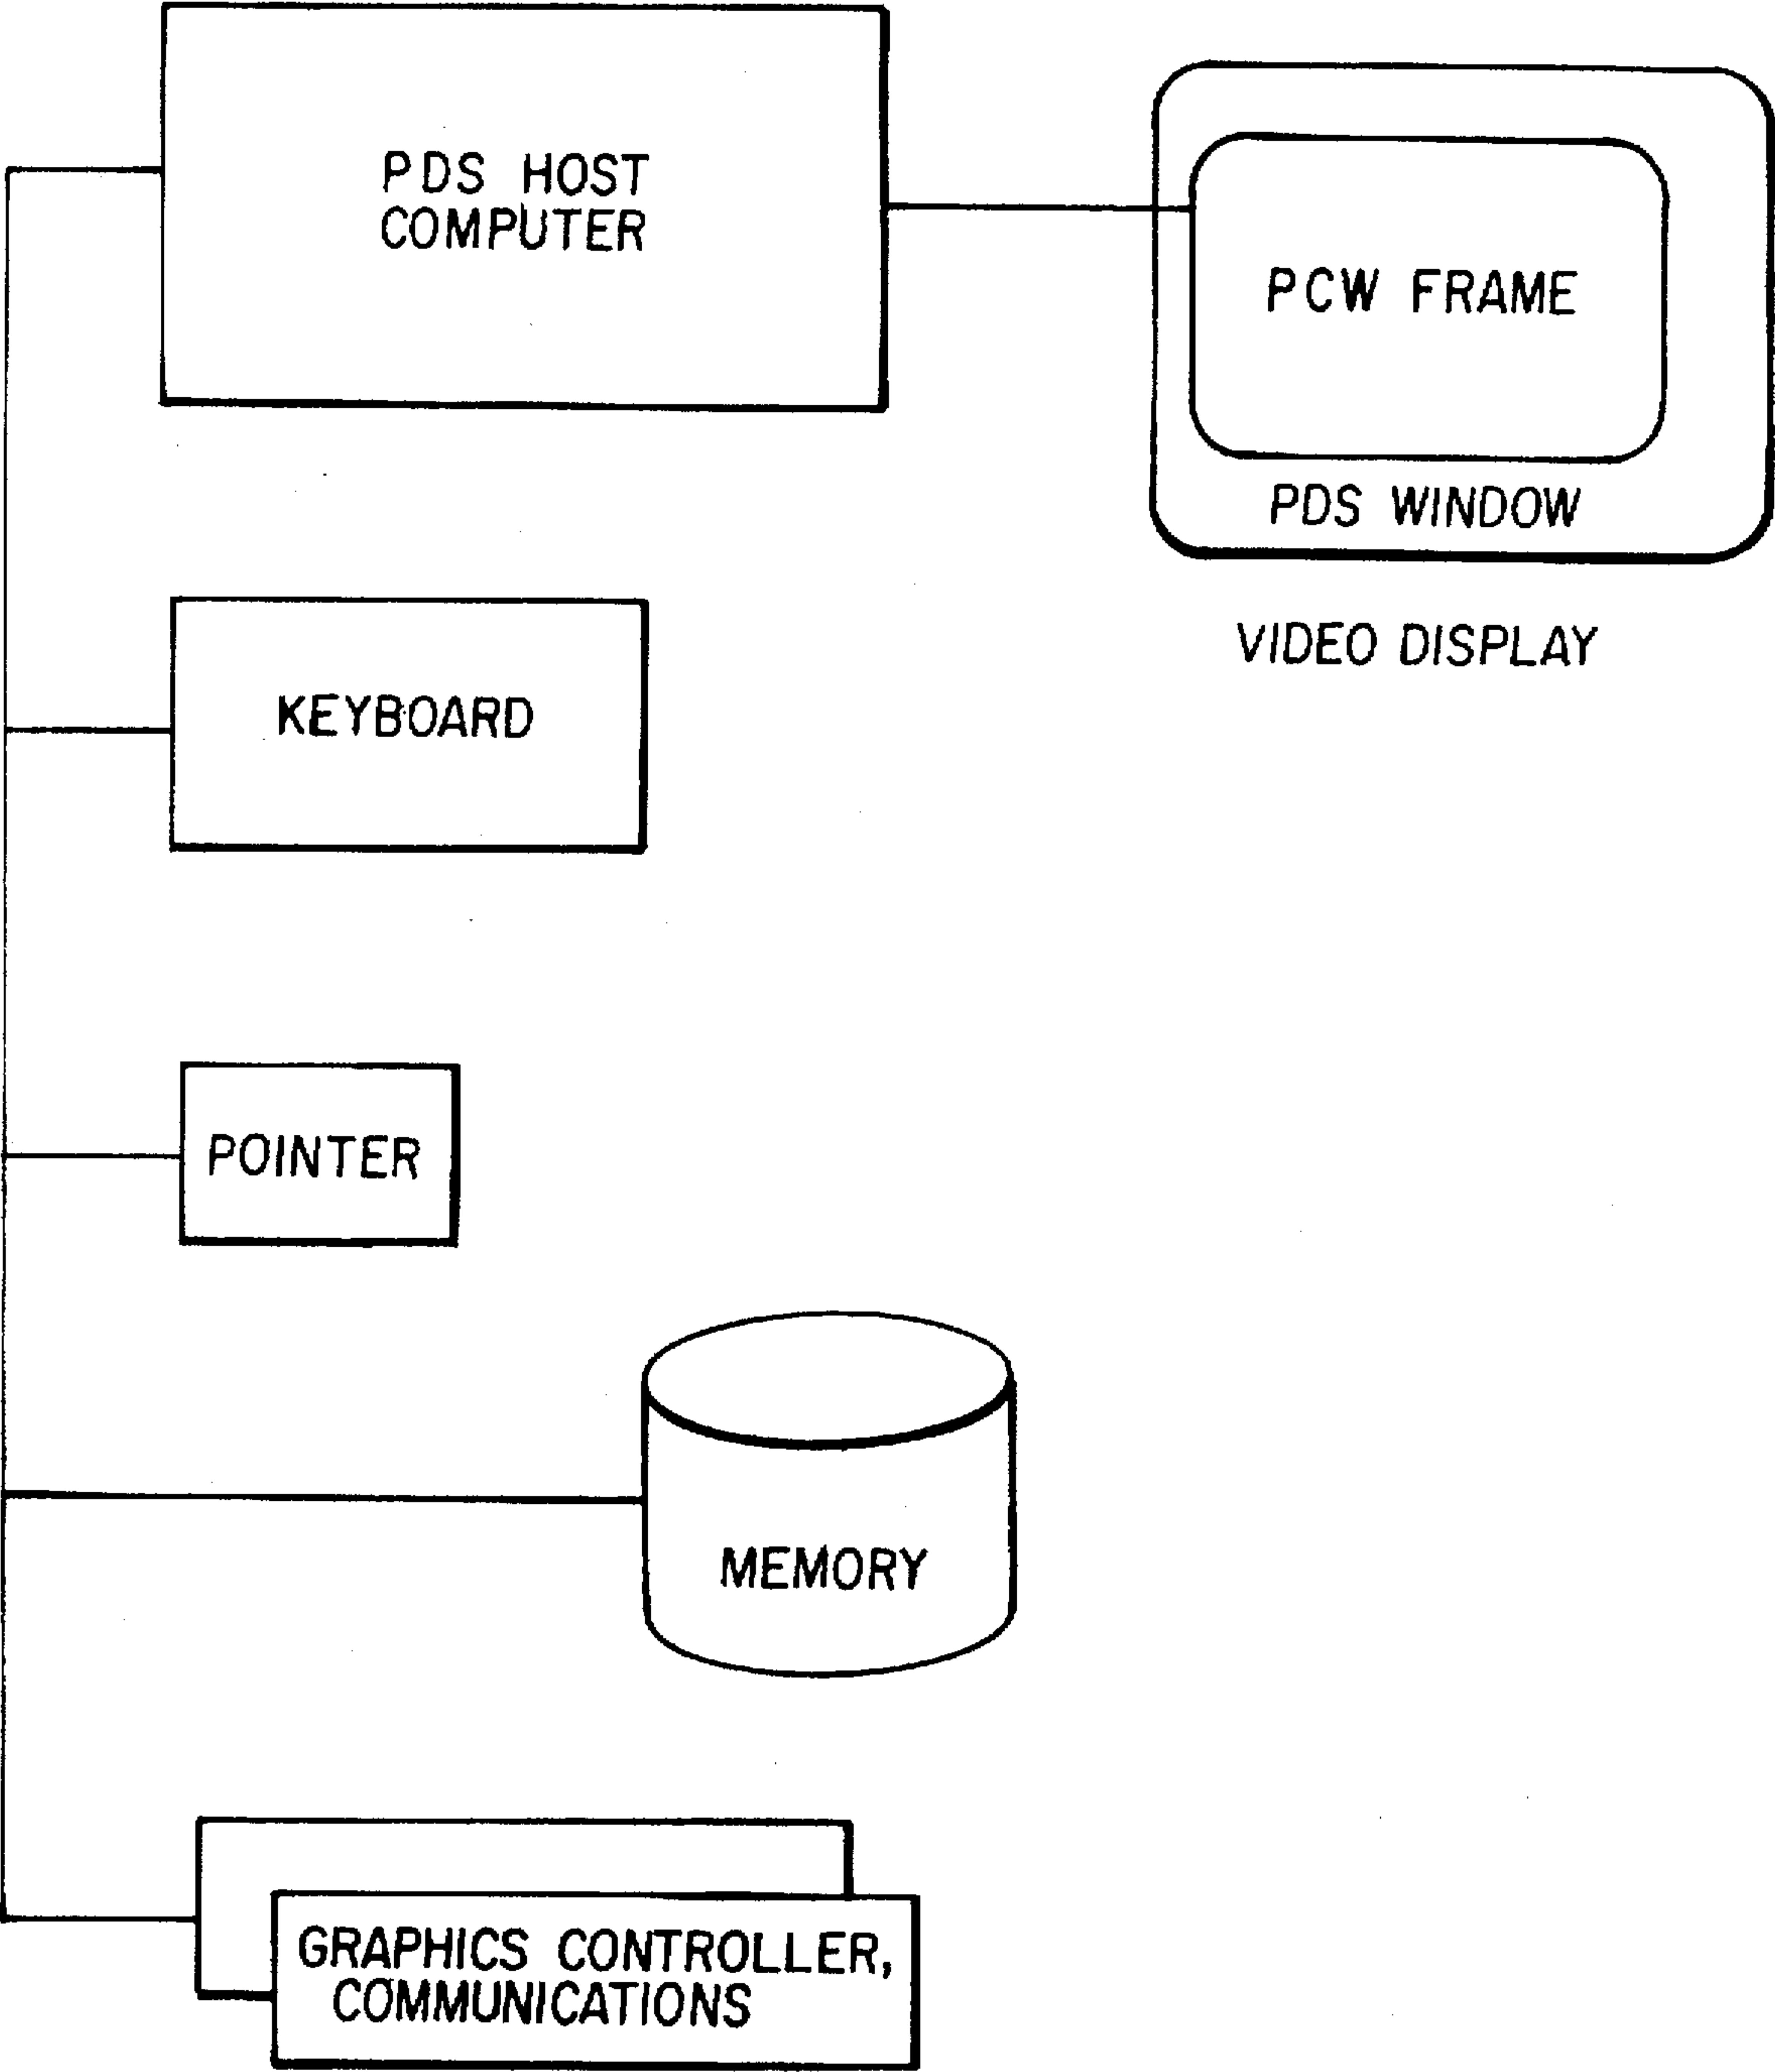 PDS HOST
COMPUTER
PCW FRAME
PDS WINDOW
VIDEO DISPLAY
KEYBOARD
POINTER
MEMORY
GRAPHICS CONTROLLER,
COMMUNICATIONS